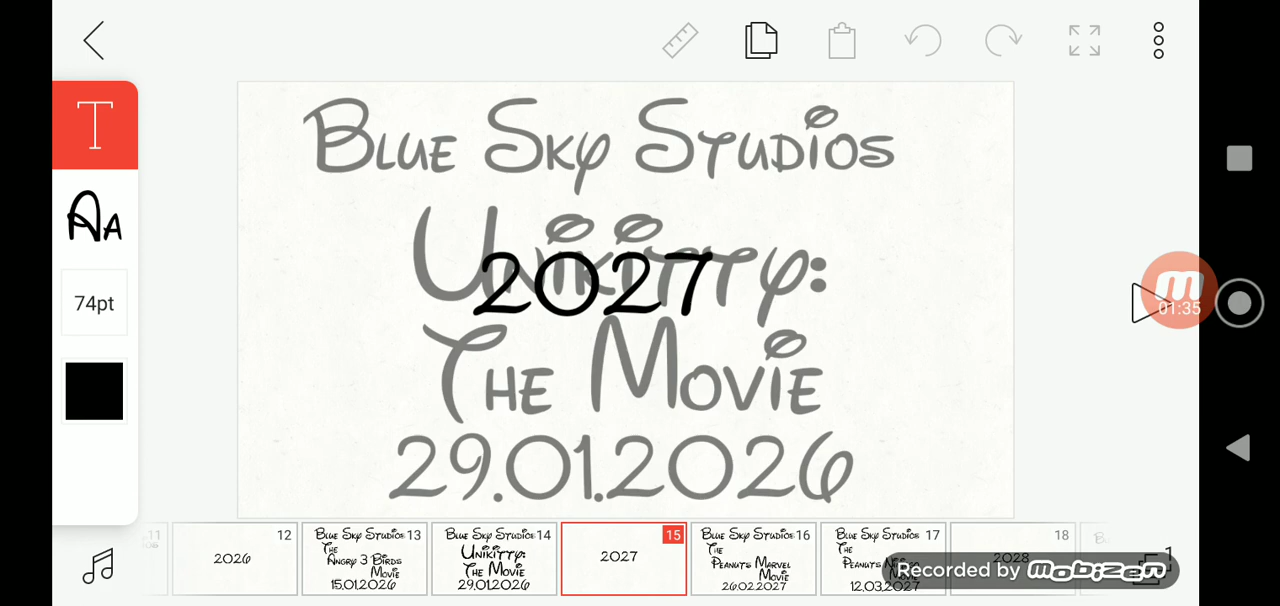 T
Blue Sky Studios
Unikitty:
2027
The Movie
29.01.2026
Aa
74pt
01:35
11
12
2026
Blue Sky Studios 13
The
Angry 3 Birds
Movie
15.01.2026
Blue Sky Studios 14
Unikitty:
The Movie
29.01.2026
15
2027
Blue Sky Studios 16
The
Peanuts Marvel
Movie
26.02.2027
Blue Sky Studios 17
The
Peanuts
Movie
12.03.2027
18
2028
B
1
Recorded by mobizen